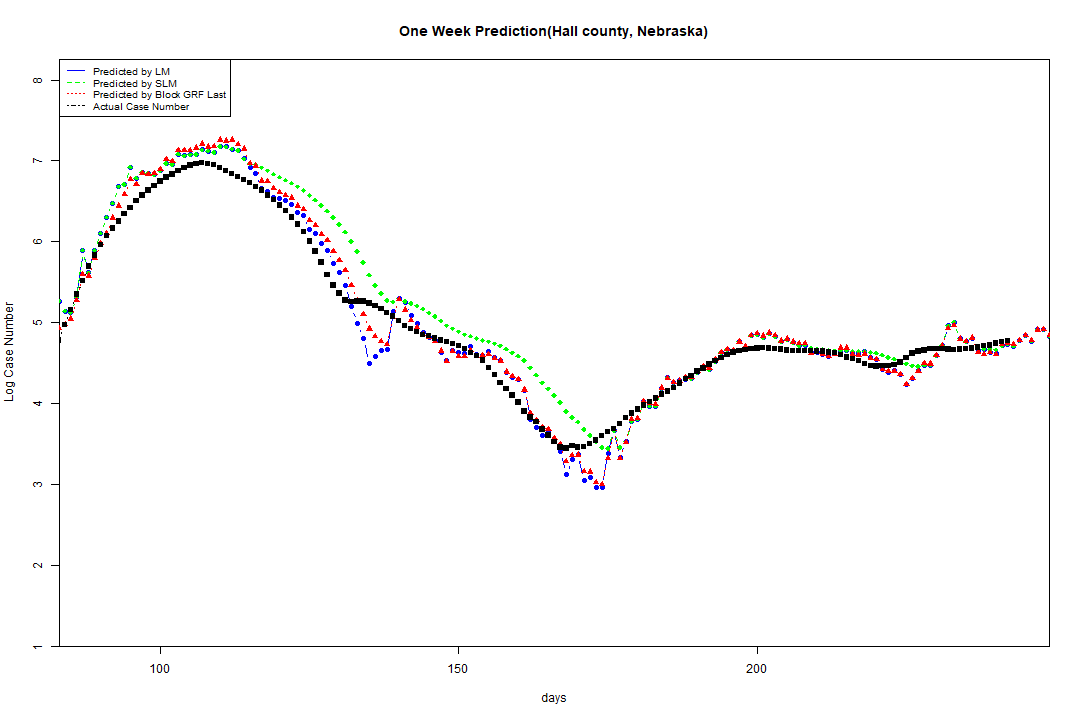 One Week Prediction(Hall county, Nebraska)
Predicted by LM
Predicted by SLM
Predicted by Block GRF Last
Actual Case Number
8
7
6
5
4
3
2
1
Log Case Number
100 150 200
days